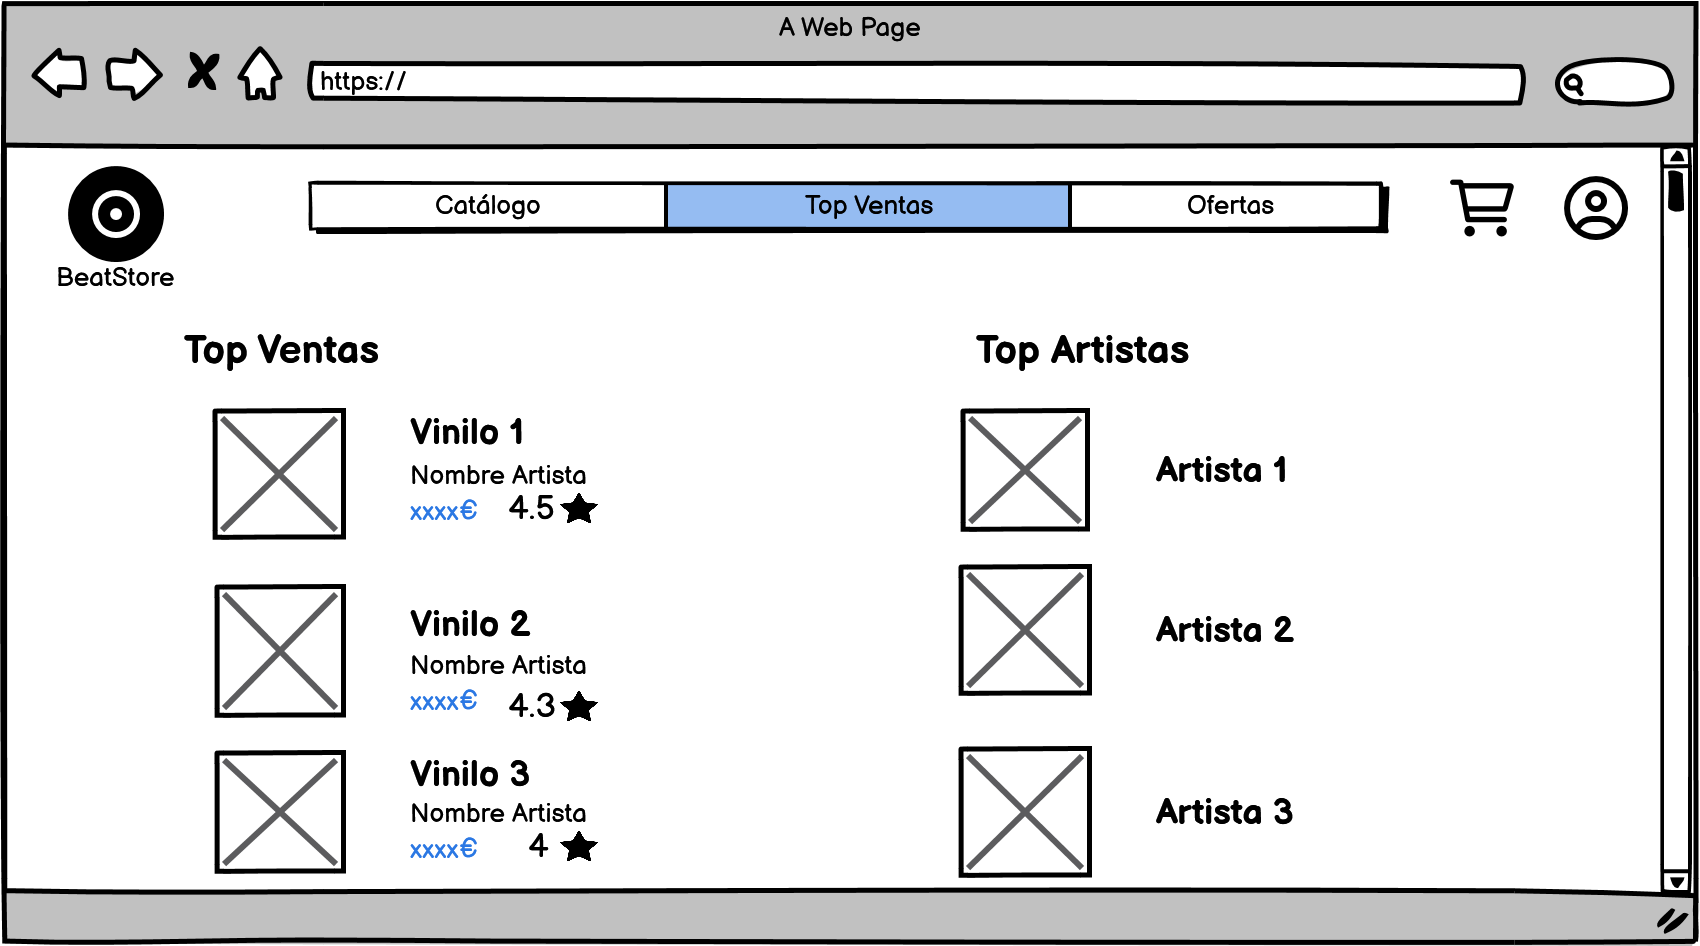 A Web Page
https://
Catálogo
Top Ventas
Ofertas
BeatStore
Top Ventas
Vinilo 1
Nombre Artista
xxxx€ 4.5
Vinilo 2
Nombre Artista
xxxx€ 4.3
Vinilo 3
Nombre Artista
xxxx€ 4
Top Artistas
Artista 1
Artista 2
Artista 3